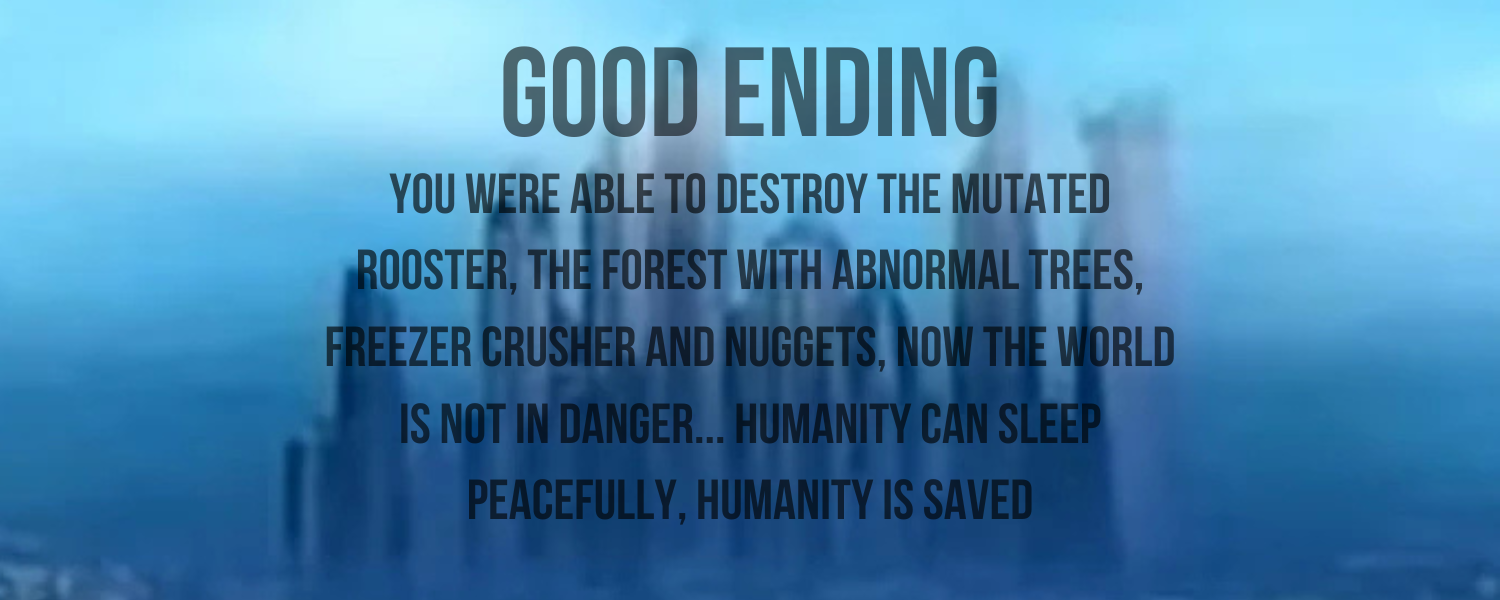 GOOD ENDING
YOU WERE ABLE TO DESTROY THE MUTATED
ROOSTER, THE FOREST WITH ABNORMAL TREES,
FREEZER CRUSHER AND NUGGETS, NOW THE WORLD
IS NOT IN DANGER... HUMANITY CAN SLEEP
PEACEFULLY, HUMANITY IS SAVED